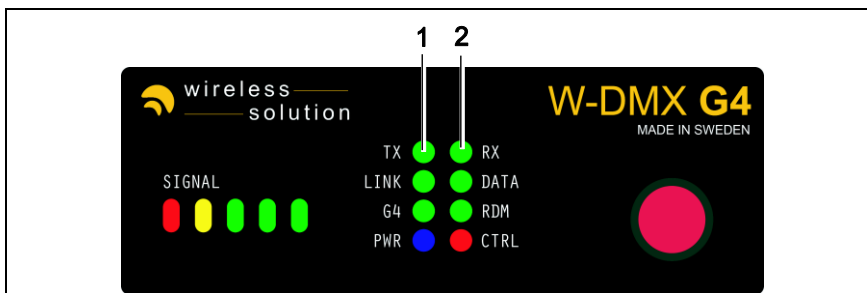 1 2
wireless
solution
W-DMX G4
MADE IN SWEDEN
TX RX
SIGNAL
LINK DATA
G4 RDM
PWR CTRL